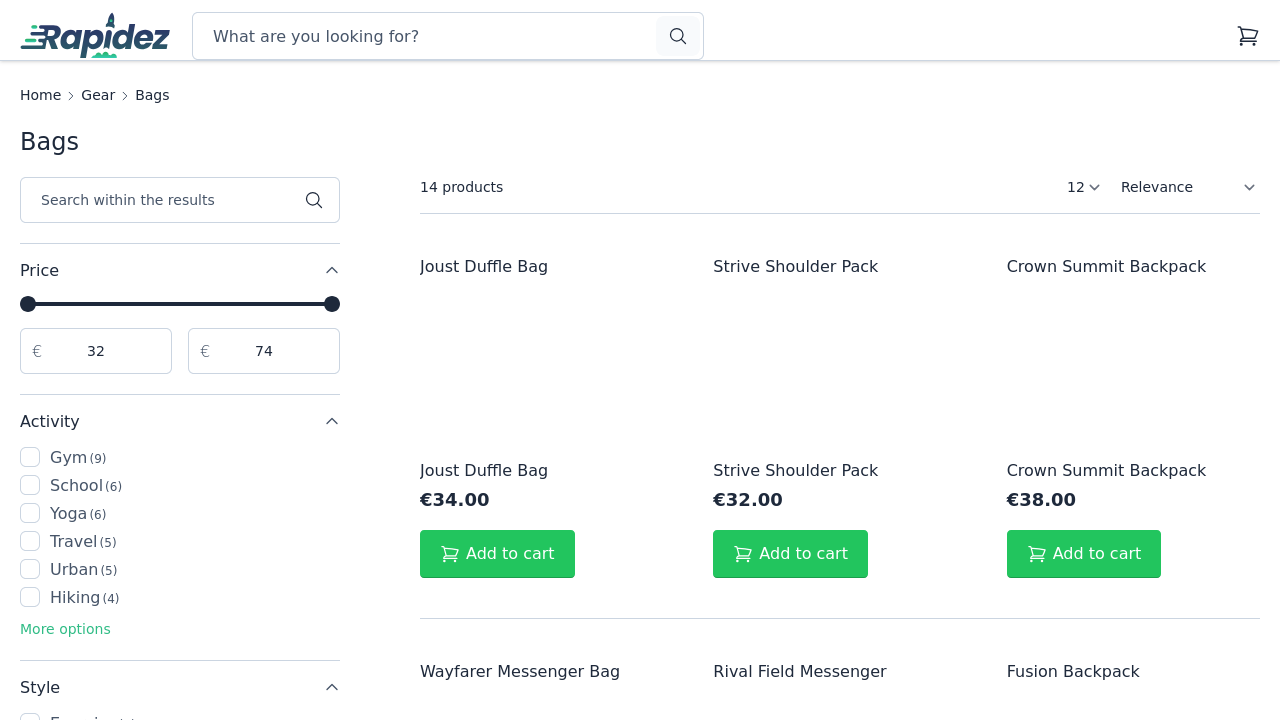 Rapidez
What are you looking for?
Home > Gear > Bags
Bags
Search within the results
14 products
12
Relevance
Price
€ 32
€ 74
Activity
Gym (9)
School (6)
Yoga (6)
Travel (5)
Urban (5)
Hiking (4)
More options
Style
Joust Duffle Bag
Strive Shoulder Pack
Crown Summit Backpack
Joust Duffle Bag
Strive Shoulder Pack
Crown Summit Backpack
€34.00
€32.00
€38.00
Add to cart
Add to cart
Add to cart
Wayfarer Messenger Bag
Rival Field Messenger
Fusion Backpack